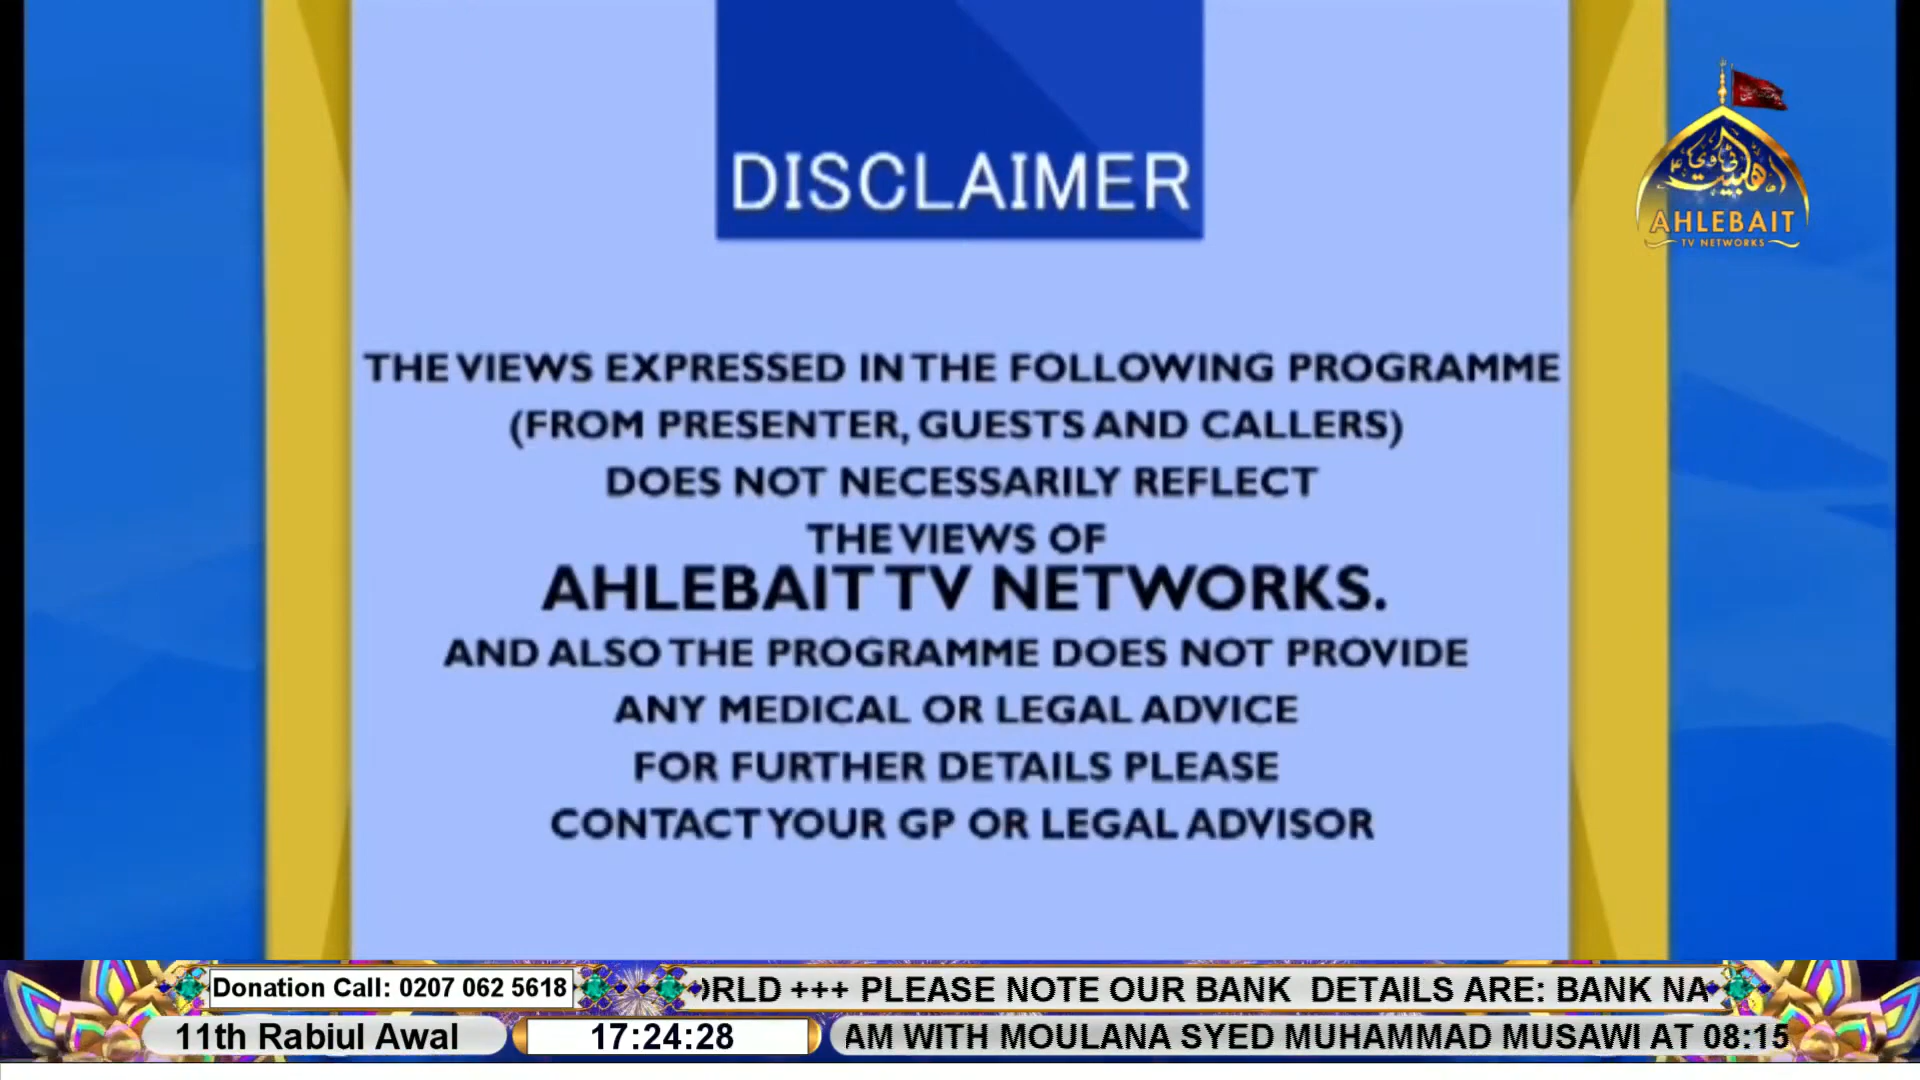 DISCLAIMER
AHLEBAIT
TV NETWORKS
THE VIEWS EXPRESSED IN THE FOLLOWING PROGRAMME
(FROM PRESENTER, GUESTS AND CALLERS)
DOES NOT NECESSARILY REFLECT
THE VIEWS OF
AHLEBAIT TV NETWORKS.
AND ALSO THE PROGRAMME DOES NOT PROVIDE
ANY MEDICAL OR LEGAL ADVICE
FOR FURTHER DETAILS PLEASE
CONTACT YOUR GP OR LEGAL ADVISOR
Donation Call: 0207 062 5618
RLD +++ PLEASE NOTE OUR BANK DETAILS ARE: BANK NA
11th Rabiul Awal
17:24:28
AM WITH MOULANA SYED MUHAMMAD MUSAWI AT 08:15